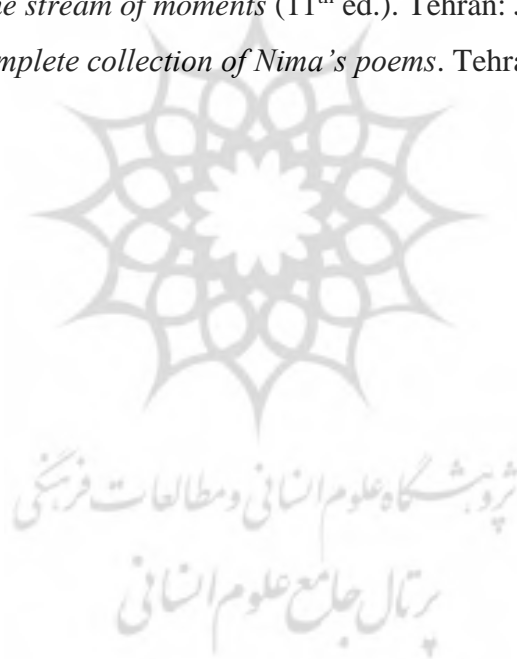 e stream of moments (11th ed.). Tehran:
mplete collection of Nima's poems. Tehra
پژوهشگاه علوم انسانی و مطالعات فرهنگی
پرتال جامع علوم انسانی